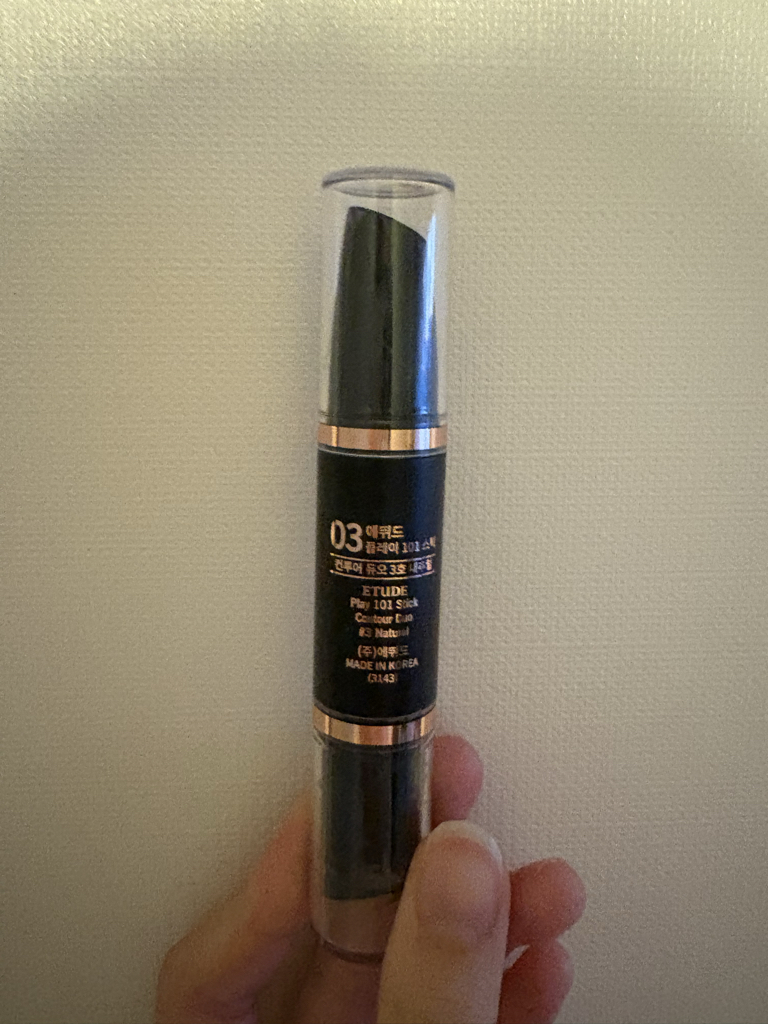 03 에뛰드
플레이 101 스틱
컨투어 듀오 3호 내추럴
ETUDE
Play 101 Stick
Contour Duo
#3 Natural
(주)에뛰드
MADE IN KOREA
(3143)